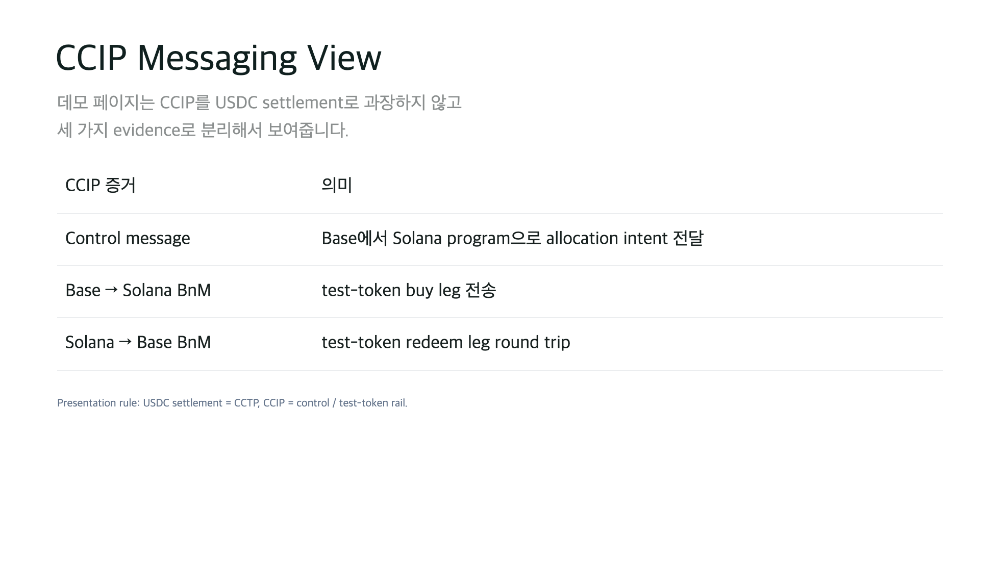 CCIP Messaging View
데모 페이지는 CCIP를 USDC settlement로 과장하지 않고
세 가지 evidence로 분리해서 보여줍니다.
CCIP 증거 의미
Control message Base에서 Solana program으로 allocation intent 전달
Base → Solana BnM test-token buy leg 전송
Solana → Base BnM test-token redeem leg round trip
Presentation rule: USDC settlement = CCTP, CCIP = control / test-token rail.